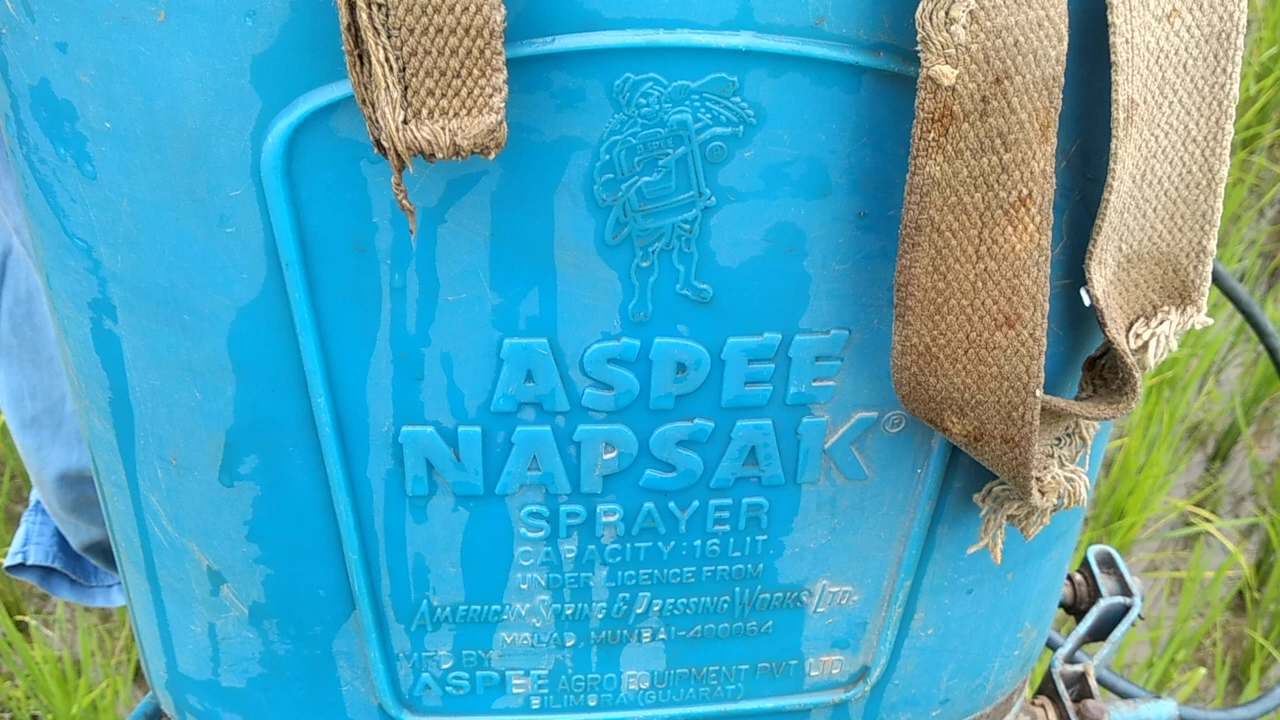 ASPEE
NAPSAK®
SPRAYER
CAPACITY : 16 LIT.
UNDER LICENCE FROM
AMERICAN SPRING & PRESSING WORKS LTD.
MALAD, MUMBAI-400064
MFD BY
ASPEE AGRO EQUIPMENT PVT LTD
BILIMORA (GUJARAT)